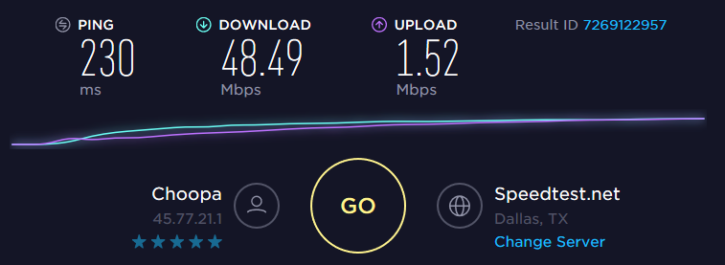 PING DOWNLOAD UPLOAD Result ID 7269122957
230 48.49 1.52
ms Mbps Mbps
Choopa GO Speedtest.net
45.77.21.1 Dallas, TX
Change Server